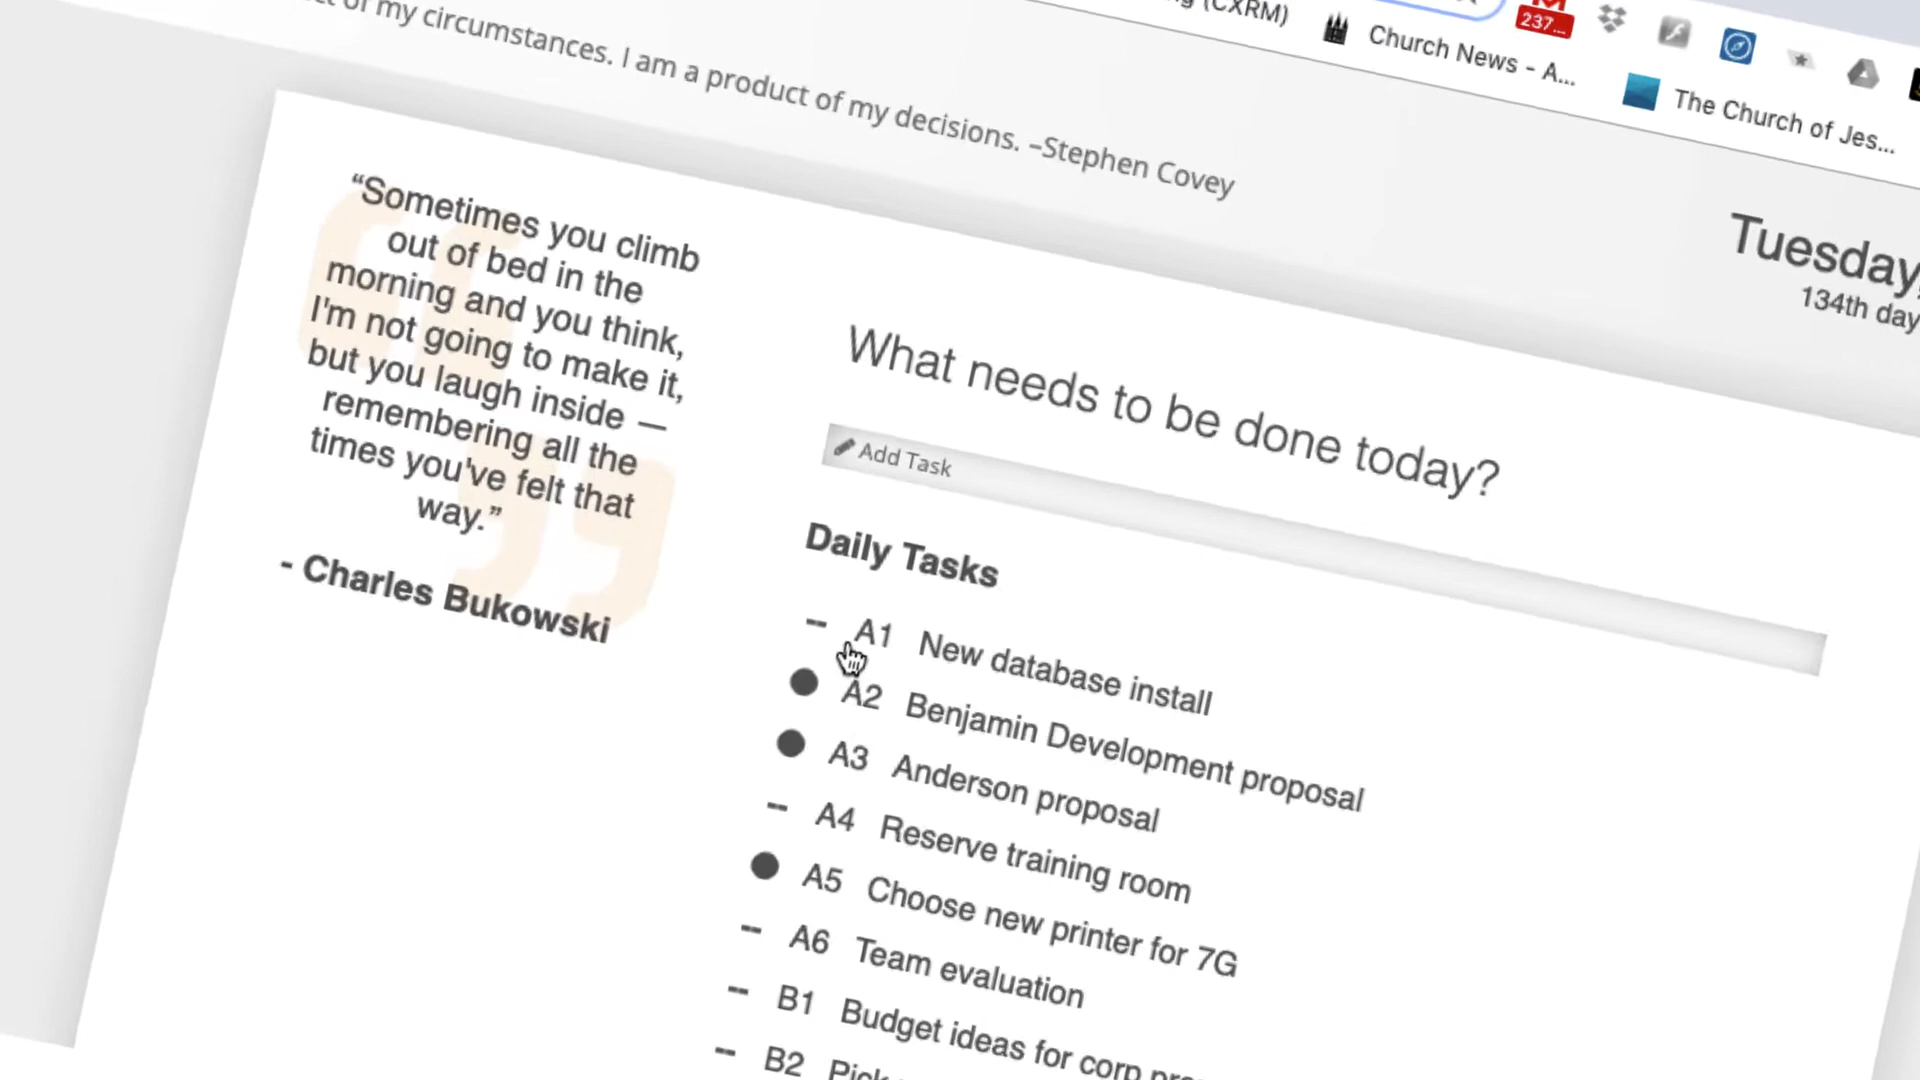 of my circumstances. I am a product of my decisions. –Stephen Covey
(CXRM)
237...
Church News - A...
The Church of Jes...
Tuesday,
134th day
“Sometimes you climb
out of bed in the
morning and you think,
I'm not going to make it,
but you laugh inside —
remembering all the
times you've felt that
way.”
- Charles Bukowski
What needs to be done today?
Add Task
Daily Tasks
-- A1 New database install
● A2 Benjamin Development proposal
● A3 Anderson proposal
-- A4 Reserve training room
● A5 Choose new printer for 7G
-- A6 Team evaluation
-- B1 Budget ideas for corp
-- B2